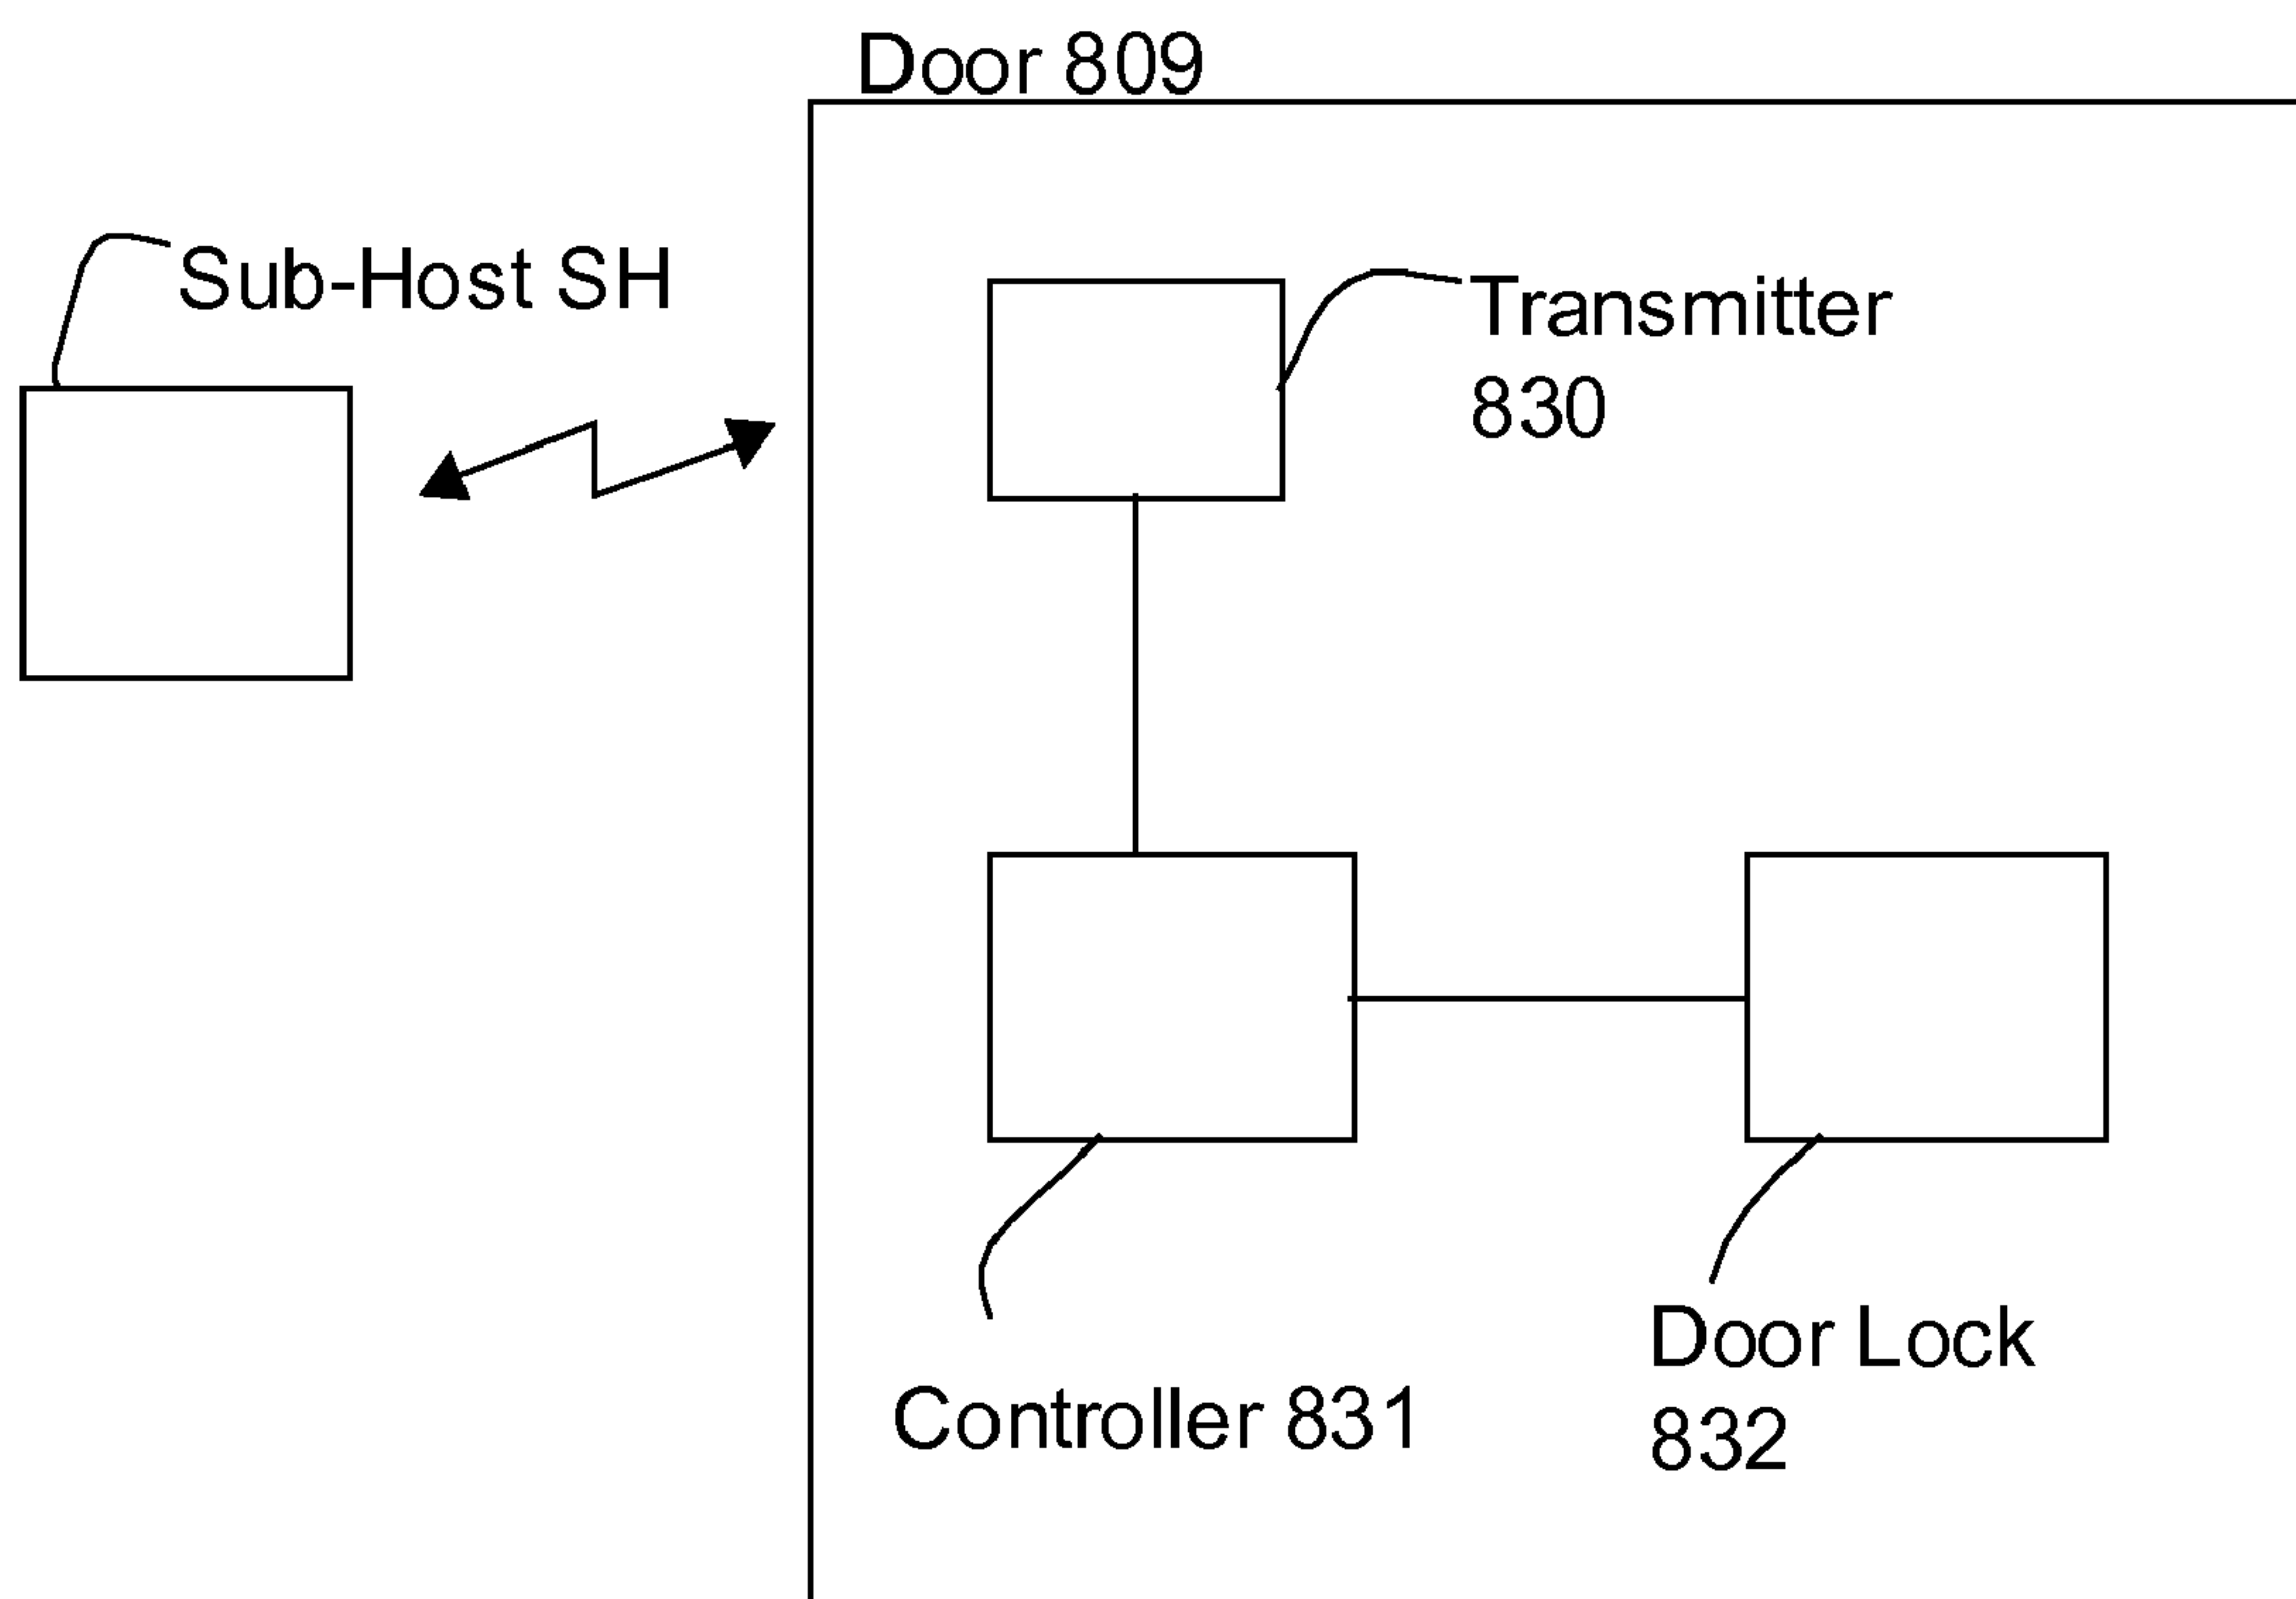 Door 809
Sub-Host SH
Transmitter
830
Controller 831
Door Lock
832